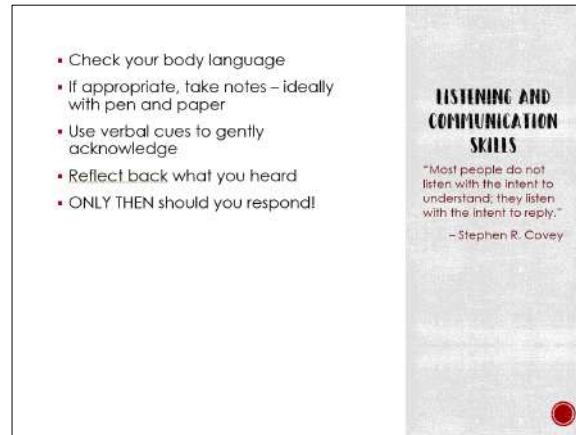 Check your body language
If appropriate, take notes – ideally
with pen and paper
Use verbal cues to gently
acknowledge
Reflect back what you heard
ONLY THEN should you respond!
LISTENING AND
COMMUNICATION
SKILLS
“Most people do not
listen with the intent to
understand; they listen
with the intent to reply.”
– Stephen R. Covey